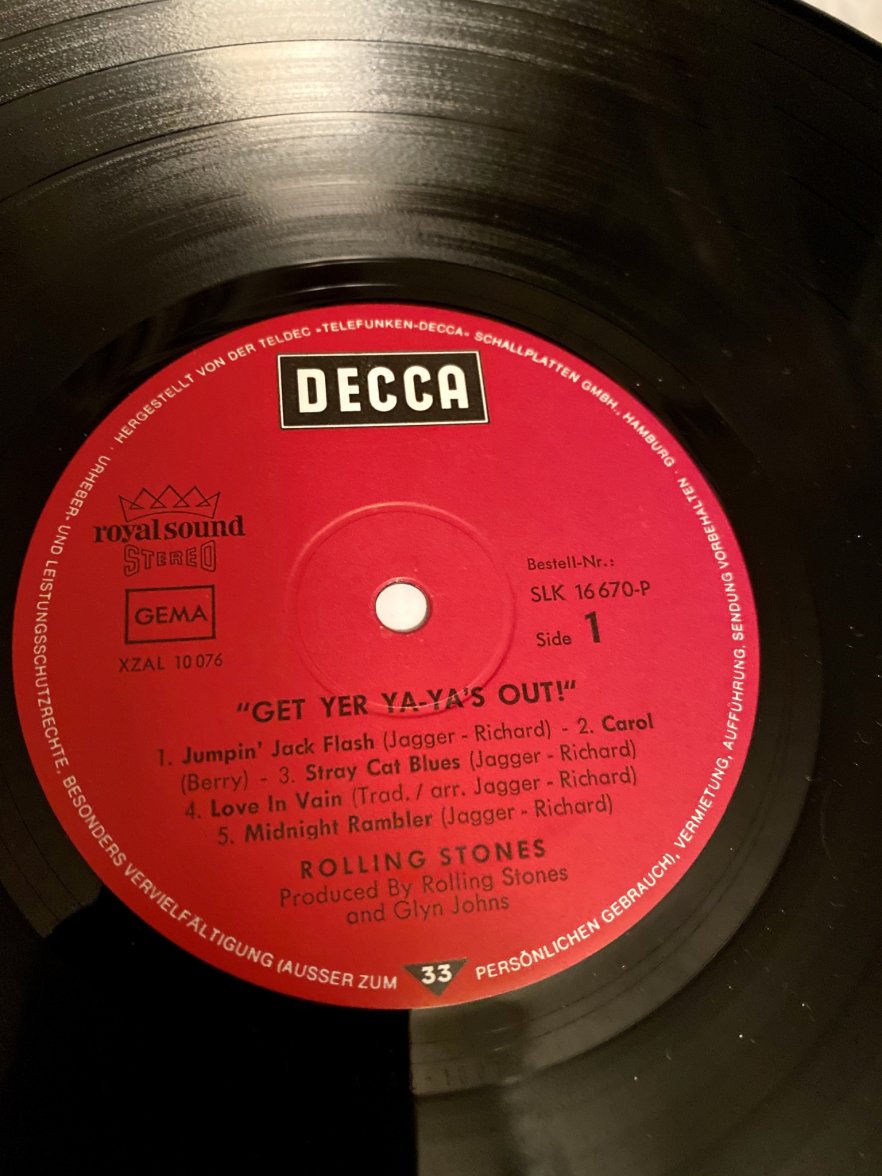 HERGESTELLT VON DER TELDEC »TELEFUNKEN-DECCA« SCHALLPLATTEN GMBH., HAMBURG · URHEBER- UND LEISTUNGSSCHUTZRECHTE, BESONDERS VERVIELFÄLTIGUNG (AUSSER ZUM PERSÖNLICHEN GEBRAUCH), VERMIETUNG, AUFFÜHRUNG, SENDUNG VORBEHALTEN
DECCA
royal sound
STEREO
GEMA
XZAL 10 076
Bestell-Nr.:
SLK 16 670-P
Side 1
"GET YER YA-YA'S OUT!"
1. Jumpin' Jack Flash (Jagger - Richard) - 2. Carol
(Berry) - 3. Stray Cat Blues (Jagger - Richard)
4. Love In Vain (Trad. / arr. Jagger - Richard)
5. Midnight Rambler (Jagger - Richard)
ROLLING STONES
Produced By Rolling Stones
and Glyn Johns
33